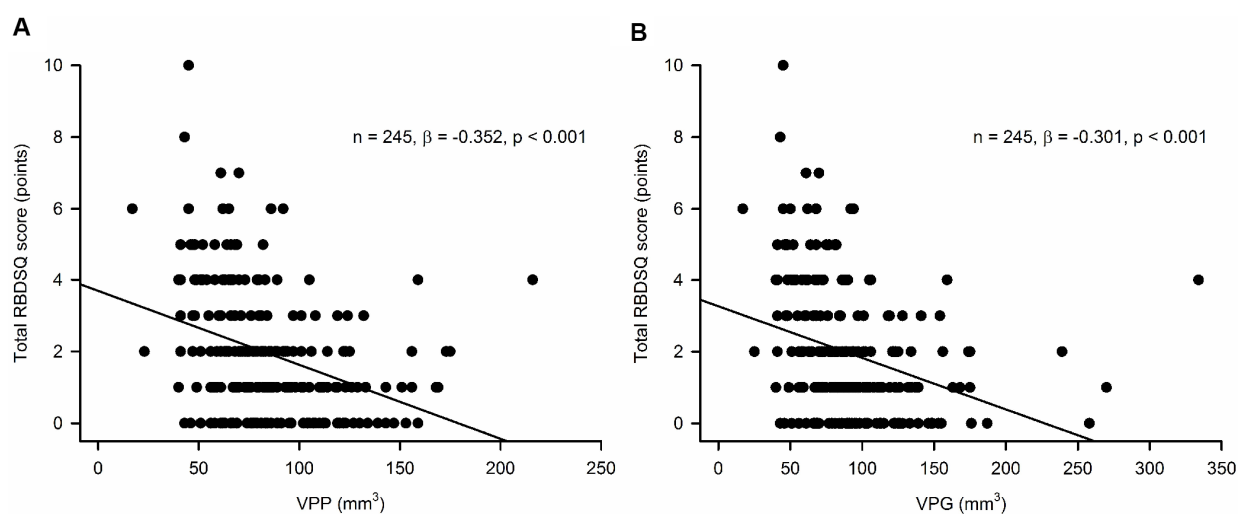 A
Total RBDSQ score (points)
10
8
6
4
2
0
n = 245, β = -0.352, p < 0.001
0 50 100 150 200 250
VPP (mm³)
B
Total RBDSQ score (points)
10
8
6
4
2
0
n = 245, β = -0.301, p < 0.001
0 50 100 150 200 250 300 350
VPG (mm³)